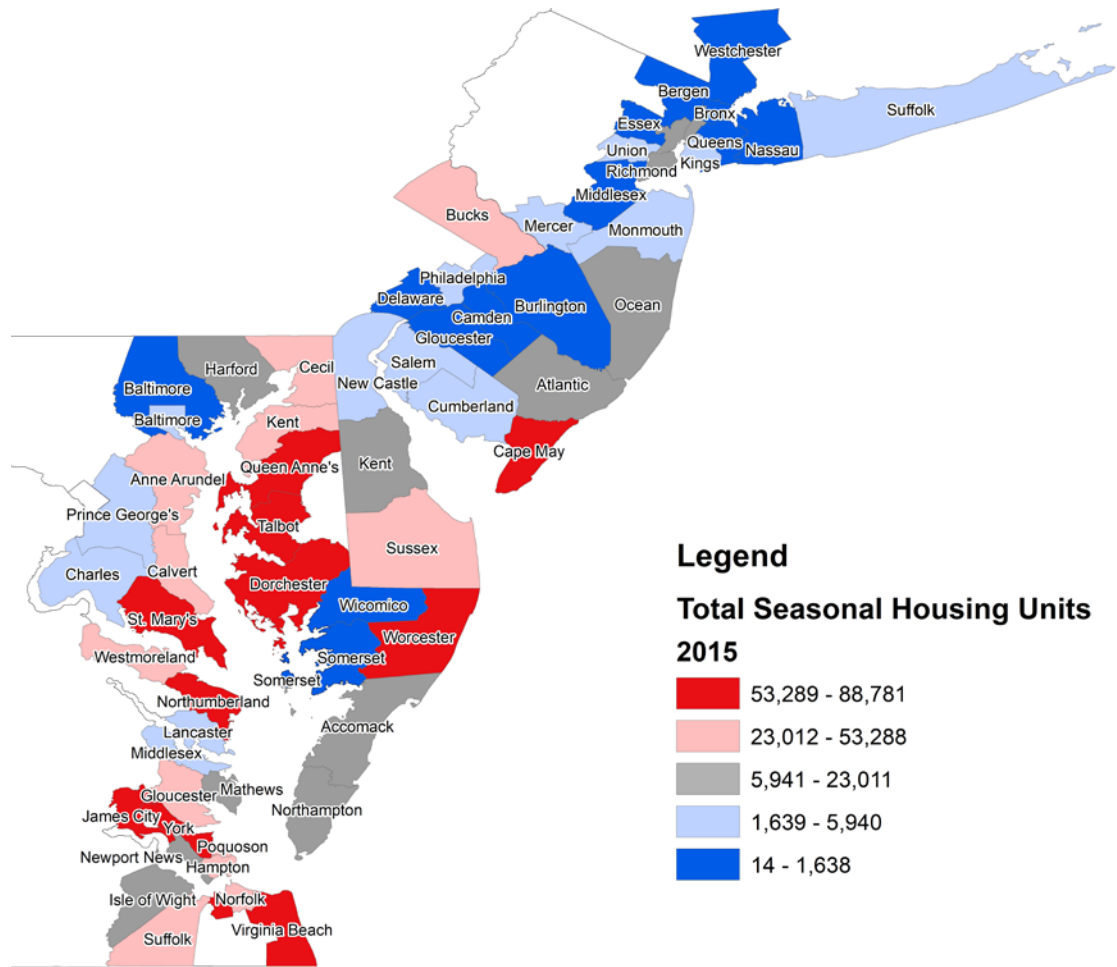 Westchester
Bergen
Bronx
Suffolk
Essex
Queens
Union
Nassau
Kings
Richmond
Middlesex
Bucks
Mercer
Monmouth
Philadelphia
Delaware
Burlington
Ocean
Camden
Gloucester
Salem
Harford
Cecil
New Castle
Atlantic
Baltimore
Cumberland
Baltimore
Kent
Cape May
Queen Anne's
Kent
Anne Arundel
Prince George's
Talbot
Sussex
Charles
Calvert
Dorchester
Wicomico
St. Mary's
Worcester
Westmoreland
Somerset
Somerset
Northumberland
Accomack
Lancaster
Middlesex
Mathews
Gloucester
Northampton
James City
York
Poquoson
Newport News
Hampton
Isle of Wight
Norfolk
Virginia Beach
Suffolk
Legend
Total Seasonal Housing Units
2015
53,289 - 88,781
23,012 - 53,288
5,941 - 23,011
1,639 - 5,940
14 - 1,638